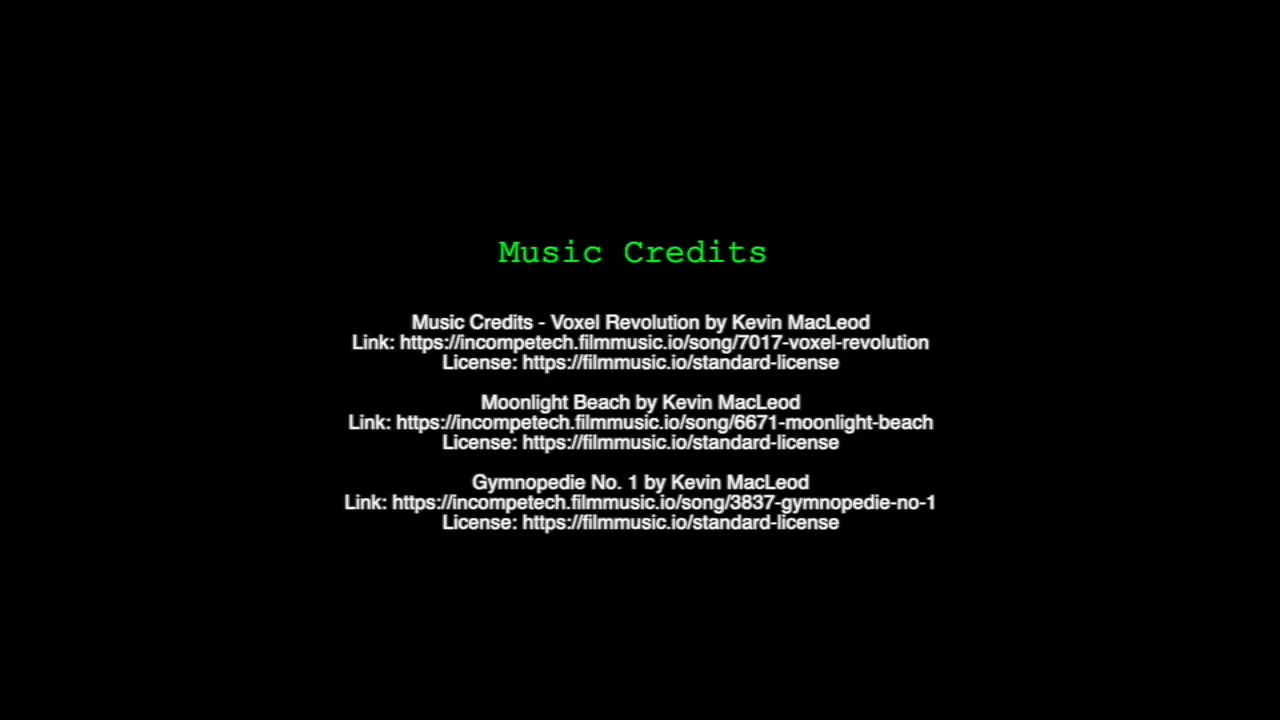 Music Credits
Music Credits - Voxel Revolution by Kevin MacLeod
Link: https://incompetech.filmmusic.io/song/7017-voxel-revolution
License: https://filmmusic.io/standard-license
Moonlight Beach by Kevin MacLeod
Link: https://incompetech.filmmusic.io/song/6671-moonlight-beach
License: https://filmmusic.io/standard-license
Gymnopedie No. 1 by Kevin MacLeod
Link: https://incompetech.filmmusic.io/song/3837-gymnopedie-no-1
License: https://filmmusic.io/standard-license